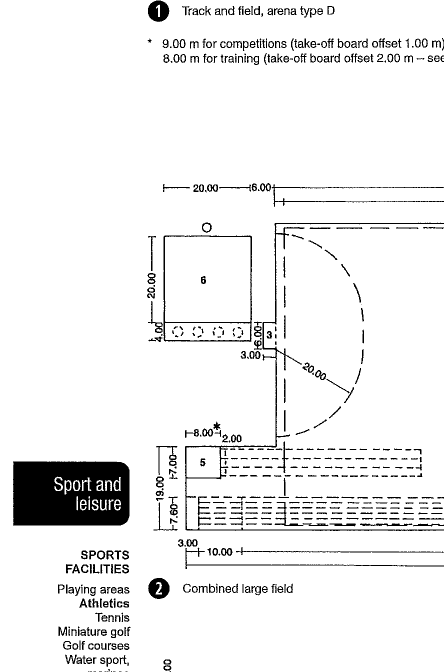 1 Track and field, arena type D
* 9.00 m for competitions (take-off board offset 1.00 m)
8.00 m for training (take-off board offset 2.00 m – see
20.00 6.00
20.00
6
4.00
6.00
3
3.00
20.00
8.00 *
2.00
7.00
5
19.00
7.60
3.00
10.00
Sport and
leisure
SPORTS
FACILITIES
Playing areas
Athletics
Tennis
Miniature golf
Golf courses
Water sport,
marinas
2 Combined large field